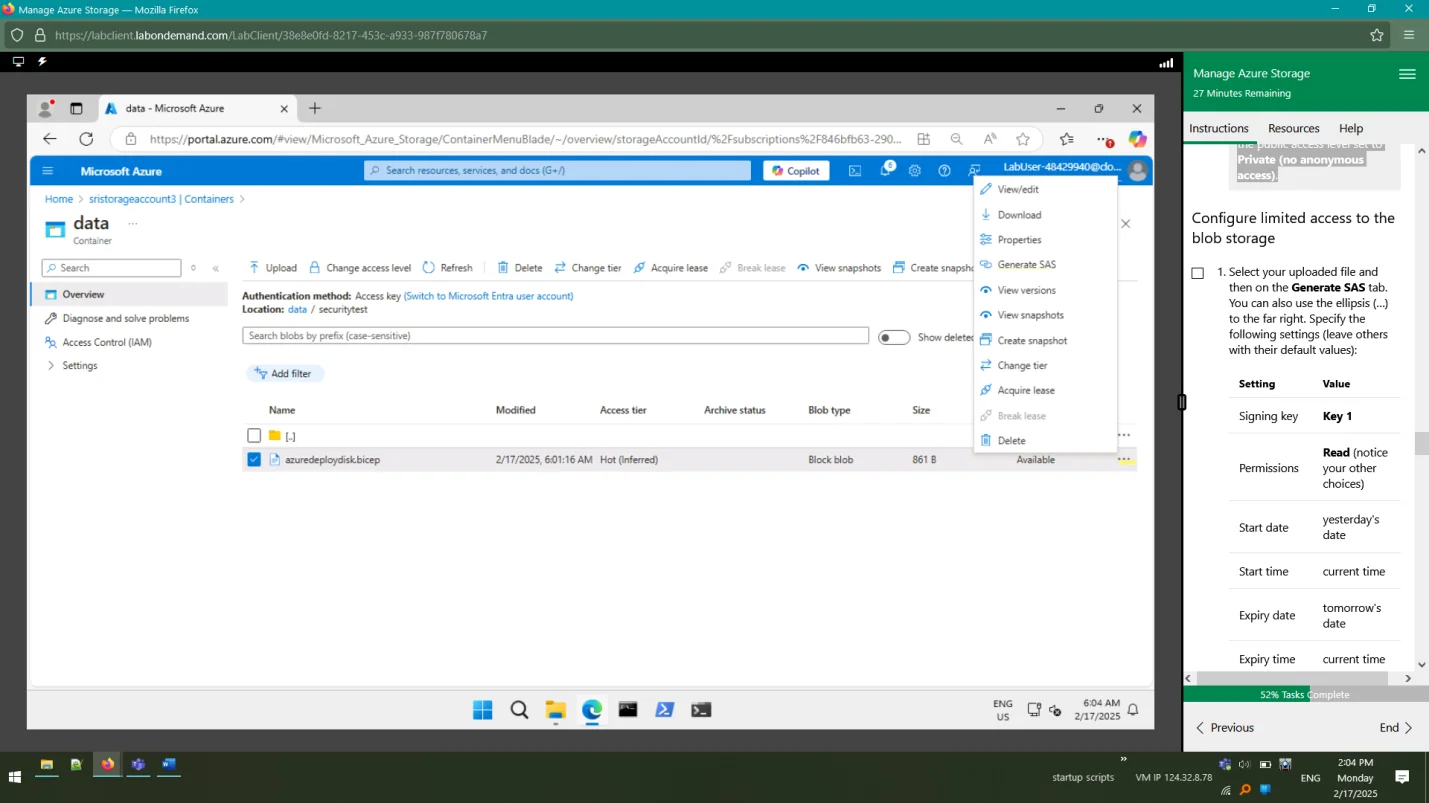 Manage Azure Storage — Mozilla Firefox
https://labclient.labondemand.com/LabClient/38e8e0fd-8217-453c-a933-987f780678a7
data - Microsoft Azure
https://portal.azure.com/#view/Microsoft_Azure_Storage/ContainerMenuBlade/~/overview/storageAccountId/%2Fsubscriptions%2F846bfb63-290...
Microsoft Azure
Search resources, services, and docs (G+/)
Copilot
6
LabUser-48429940@clo...
Home > sristorageaccount3 | Containers >
data ...
Container
Search
Overview
Diagnose and solve problems
Access Control (IAM)
Settings
Upload Change access level Refresh Delete Change tier Acquire lease Break lease View snapshots Create snapsho
Authentication method: Access key (Switch to Microsoft Entra user account)
Location: data / securitytest
Search blobs by prefix (case-sensitive)
Show deleted
Add filter
Name Modified Access tier Archive status Blob type Size
[..]
azuredeploydisk.bicep 2/17/2025, 6:01:16 AM Hot (Inferred) Block blob 861 B Available
View/edit
Download
Properties
Generate SAS
View versions
View snapshots
Create snapshot
Change tier
Acquire lease
Break lease
Delete
ENG
US
6:04 AM
2/17/2025
Manage Azure Storage
27 Minutes Remaining
Instructions Resources Help
the public access level set to
Private (no anonymous
access).
Configure limited access to the
blob storage
1. Select your uploaded file and
then on the Generate SAS tab.
You can also use the ellipsis (...)
to the far right. Specify the
following settings (leave others
with their default values):
Setting Value
Signing key Key 1
Permissions Read (notice
your other
choices)
Start date yesterday's
date
Start time current time
Expiry date tomorrow's
date
Expiry time current time
52% Tasks Complete
Previous End
startup scripts VM IP 124.32.8.78
ENG
2:04 PM
Monday
2/17/2025